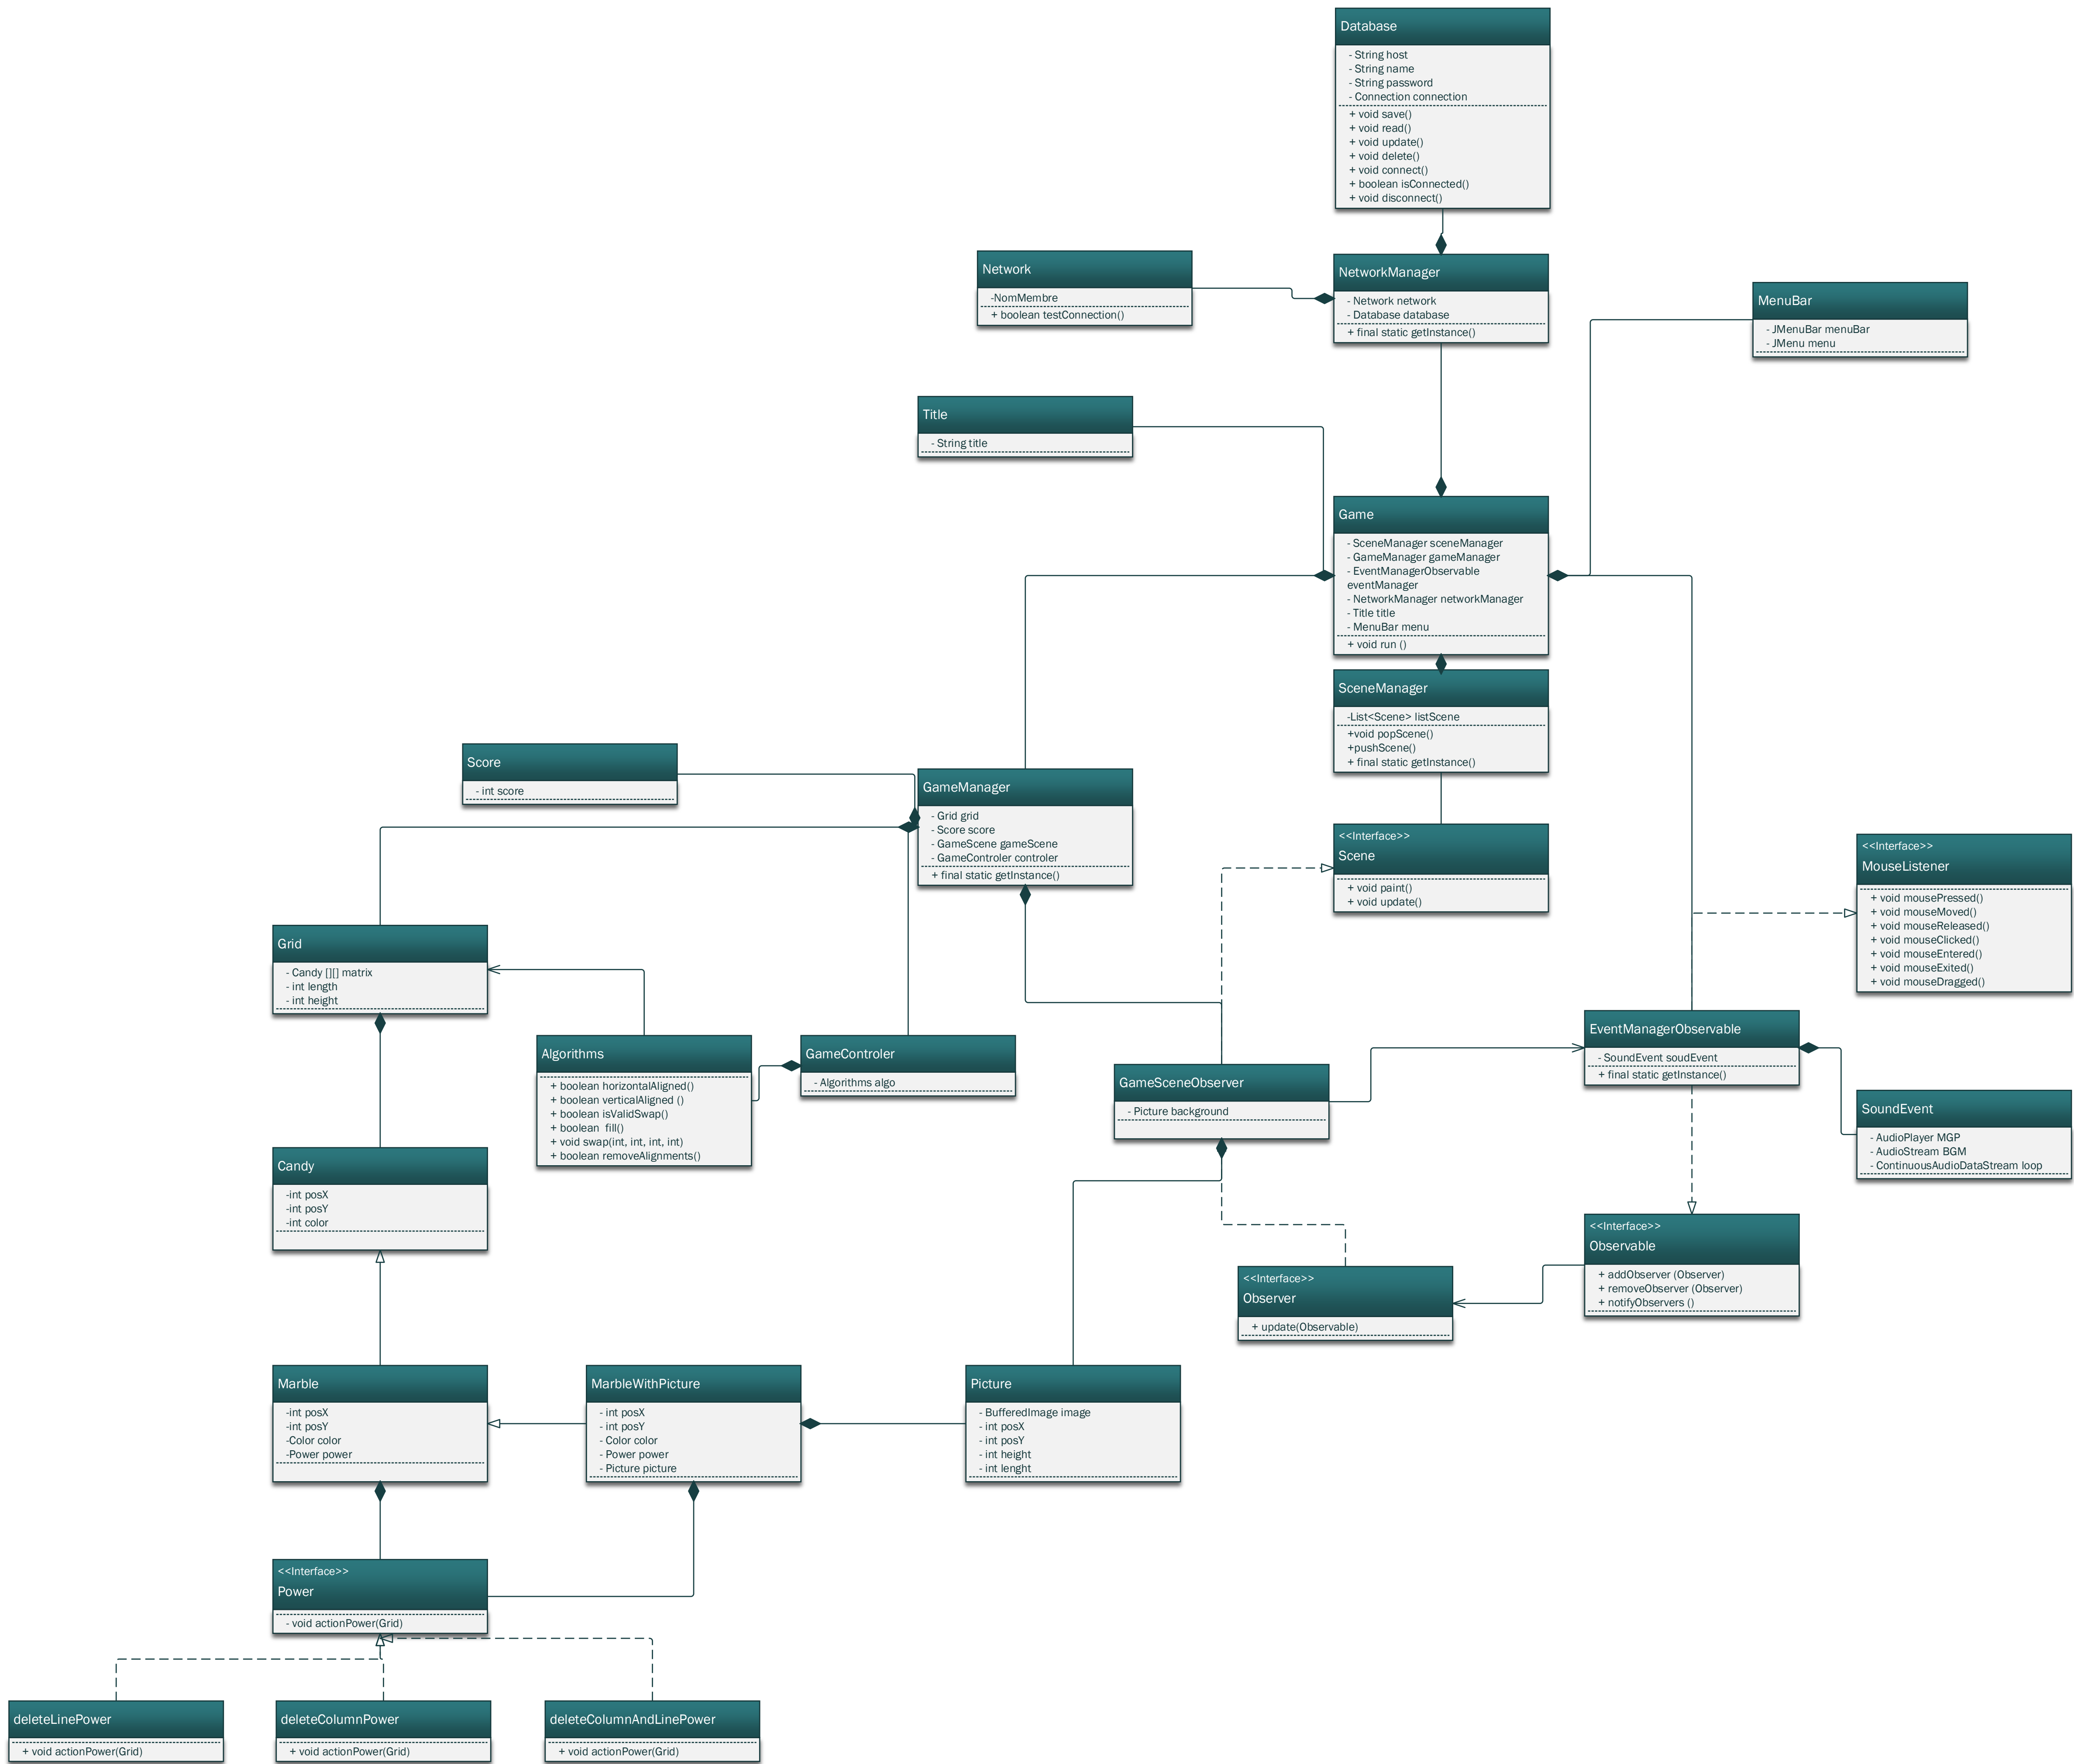 Database
- String host
- String name
- String password
- Connection connection
+ void save()
+ void read()
+ void update()
+ void delete()
+ void connect()
+ boolean isConnected()
+ void disconnect()
Network
-NomMembre
+ boolean testConnection()
NetworkManager
- Network network
- Database database
+ final static getInstance()
MenuBar
- JMenuBar menuBar
- JMenu menu
Title
- String title
Game
- SceneManager sceneManager
- GameManager gameManager
- EventManagerObservable
eventManager
- NetworkManager networkManager
- Title title
- MenuBar menu
+ void run ()
SceneManager
-List<Scene> listScene
+void popScene()
+pushScene()
+ final static getInstance()
Score
- int score
GameManager
- Grid grid
- Score score
- GameScene gameScene
- GameControler controler
+ final static getInstance()
<<Interface>>
Scene
+ void paint()
+ void update()
<<Interface>>
MouseListener
+ void mousePressed()
+ void mouseMoved()
+ void mouseReleased()
+ void mouseClicked()
+ void mouseEntered()
+ void mouseExited()
+ void mouseDragged()
Grid
- Candy [][] matrix
- int length
- int height
Algorithms
+ boolean horizontalAligned()
+ boolean verticalAligned ()
+ boolean isValidSwap()
+ boolean  fill()
+ void swap(int, int, int, int)
+ boolean removeAlignments()
GameControler
- Algorithms algo
GameSceneObserver
- Picture background
EventManagerObservable
- SoundEvent soudEvent
+ final static getInstance()
SoundEvent
- AudioPlayer MGP
- AudioStream BGM
- ContinuousAudioDataStream loop
Candy
-int posX
-int posY
-int color
<<Interface>>
Observer
+ update(Observable)
<<Interface>>
Observable
+ addObserver (Observer)
+ removeObserver (Observer)
+ notifyObservers ()
Marble
-int posX
-int posY
-Color color
-Power power
MarbleWithPicture
- int posX
- int posY
- Color color
- Power power
- Picture picture
Picture
- BufferedImage image
- int posX
- int posY
- int height
- int lenght
<<Interface>>
Power
- void actionPower(Grid)
deleteLinePower
+ void actionPower(Grid)
deleteColumnPower
+ void actionPower(Grid)
deleteColumnAndLinePower
+ void actionPower(Grid)